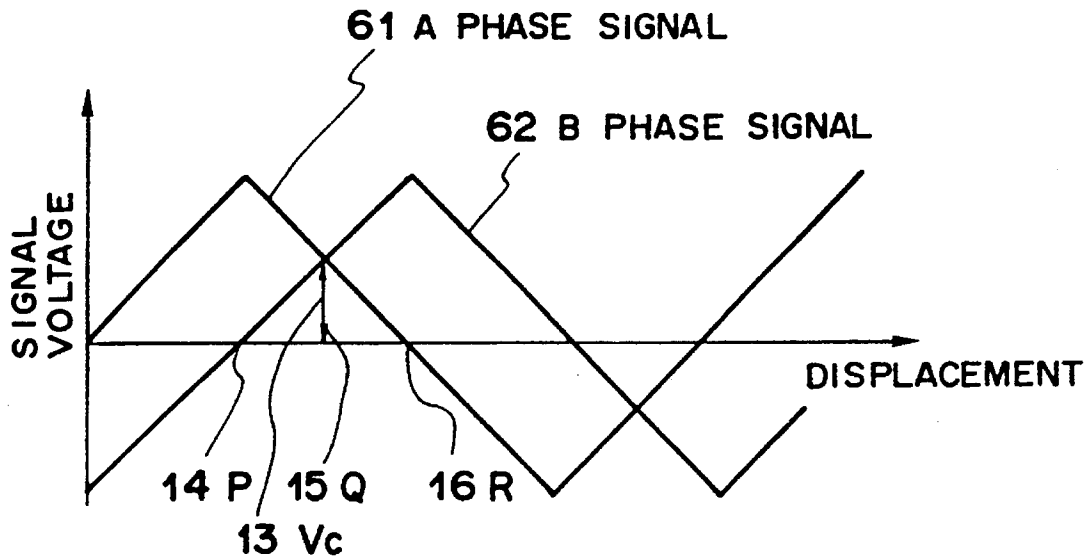 61 A PHASE SIGNAL
62 B PHASE SIGNAL
SIGNAL
VOLTAGE
DISPLACEMENT
14 P 15 Q 16 R
13 Vc